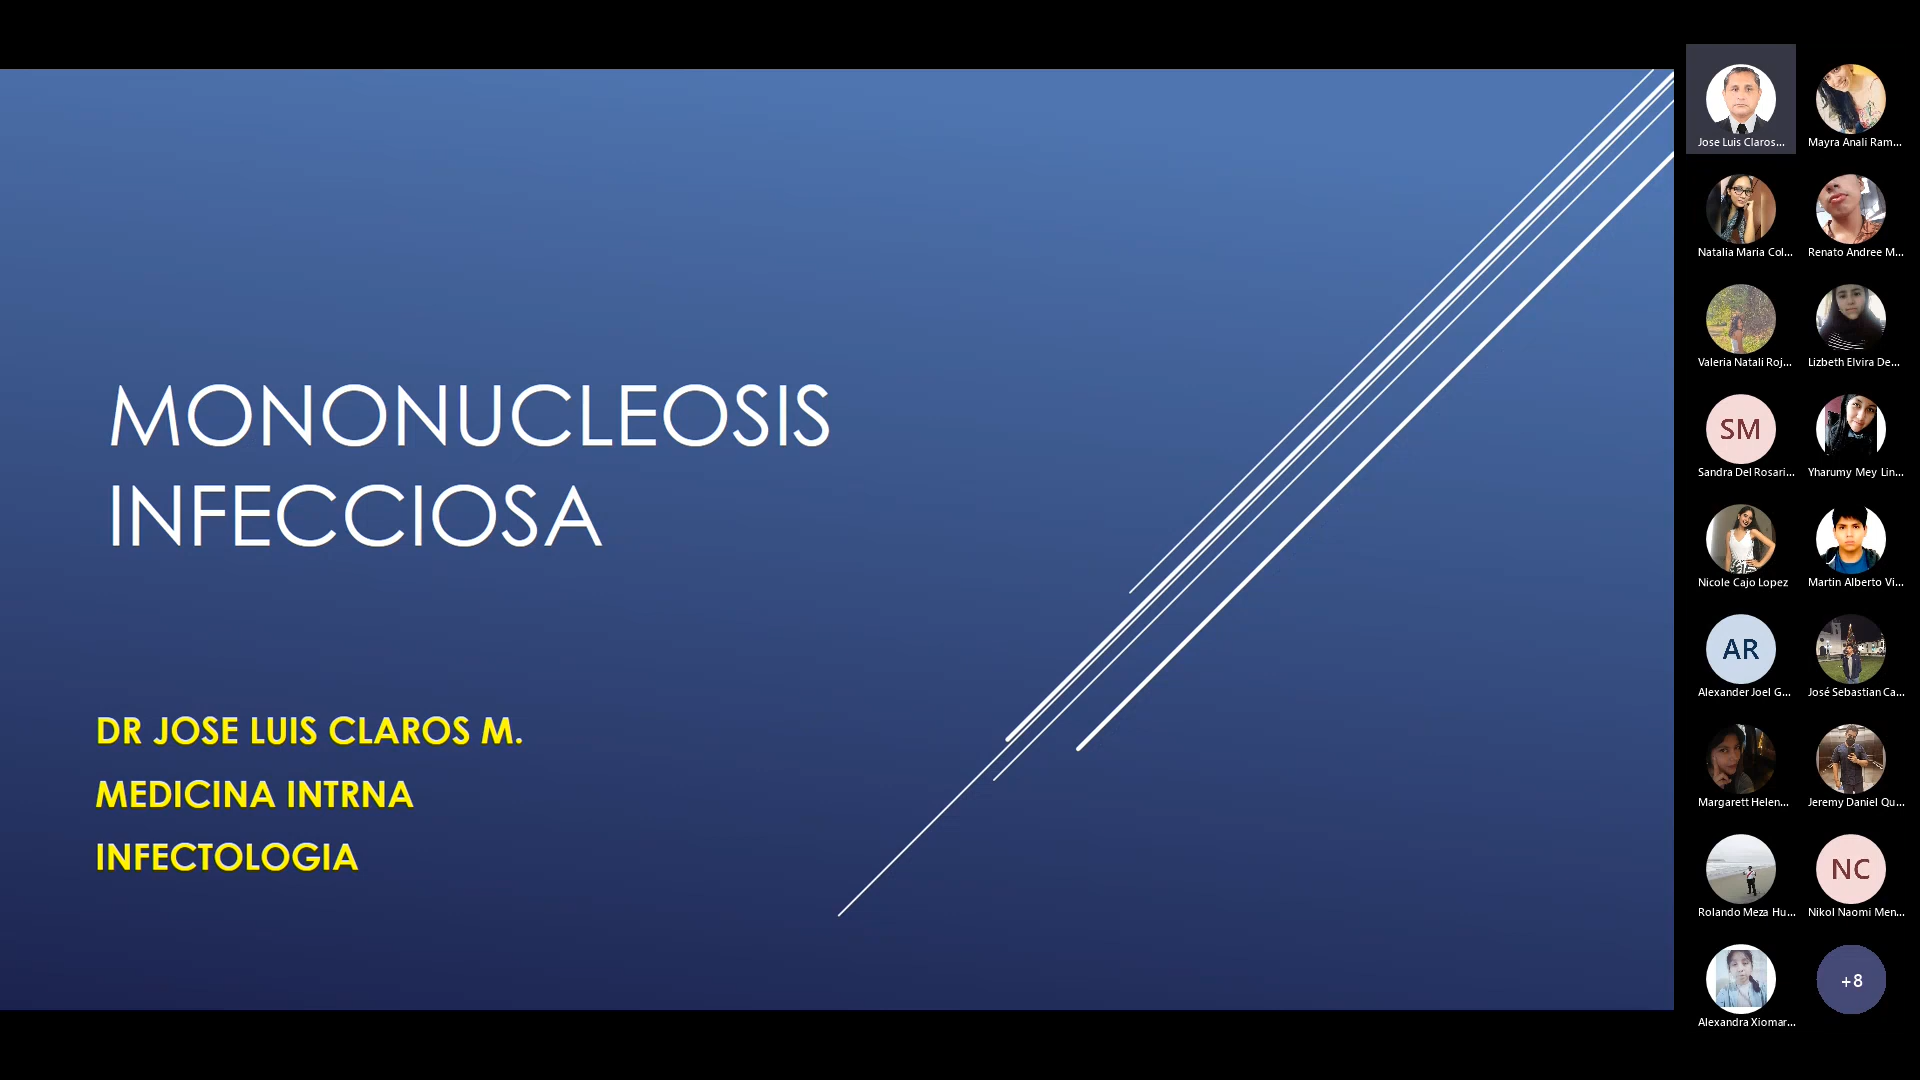 MONONUCLEOSIS
INFECCIOSA
DR JOSE LUIS CLAROS M.
MEDICINA INTRNA
INFECTOLOGIA
Jose Luis Claros...
Mayra Anali Ram...
Natalia Maria Col...
Renato Andree M...
Valeria Natali Roj...
Lizbeth Elvira De...
SM
Sandra Del Rosari...
Yharumy Mey Lin...
Nicole Cajo Lopez
Martin Alberto Vi...
AR
Alexander Joel G...
José Sebastian Ca...
Margarett Helen...
Jeremy Daniel Qu...
Rolando Meza Hu...
NC
Nikol Naomi Men...
Alexandra Xiomar...
+8